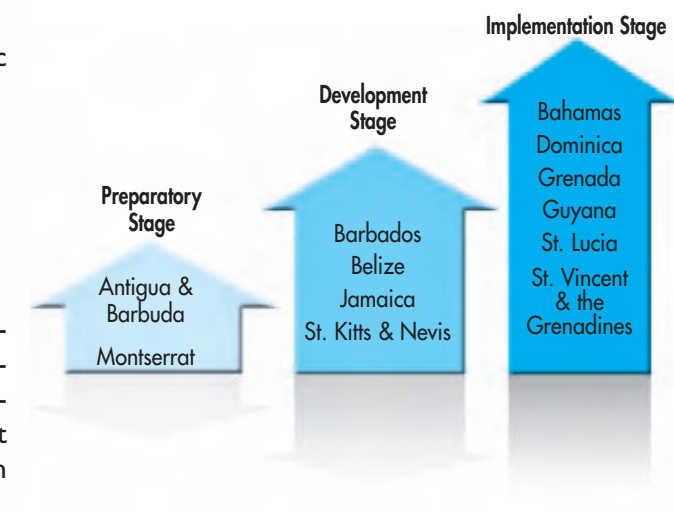 c
-
-
-
t
n
Preparatory
Stage
Antigua &
Barbuda
Montserrat
Development
Stage
Barbados
Belize
Jamaica
St. Kitts & Nevis
Implementation Stage
Bahamas
Dominica
Grenada
Guyana
St. Lucia
St. Vincent
& the
Grenadines